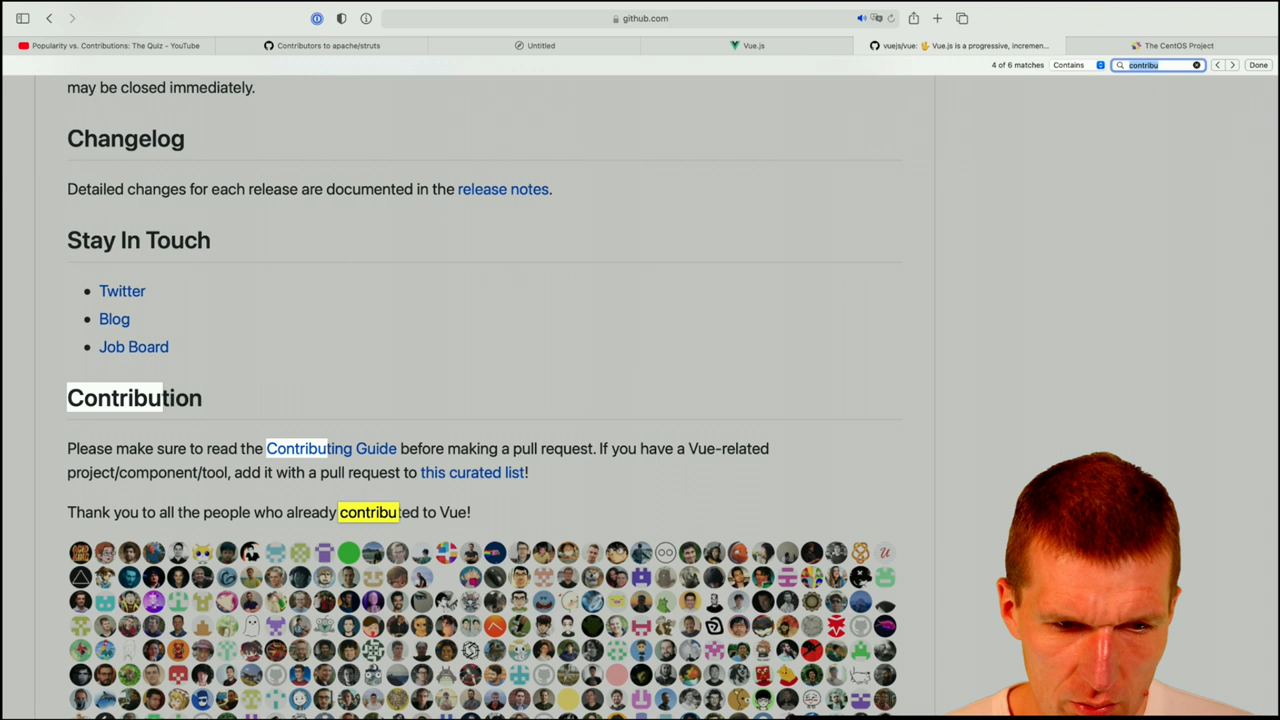 github.com
Popularity vs. Contributions: The Quiz - YouTube
Contributors to apache/struts
Untitled
Vue.js
vuejs/vue: 🖖 Vue.js is a progressive, incremen...
The CentOS Project
4 of 6 matches
Contains
contribu
Done
may be closed immediately.
Changelog
Detailed changes for each release are documented in the release notes.
Stay In Touch
Twitter
Blog
Job Board
Contribution
Please make sure to read the Contributing Guide before making a pull request. If you have a Vue-related
project/component/tool, add it with a pull request to this curated list!
Thank you to all the people who already contributed to Vue!